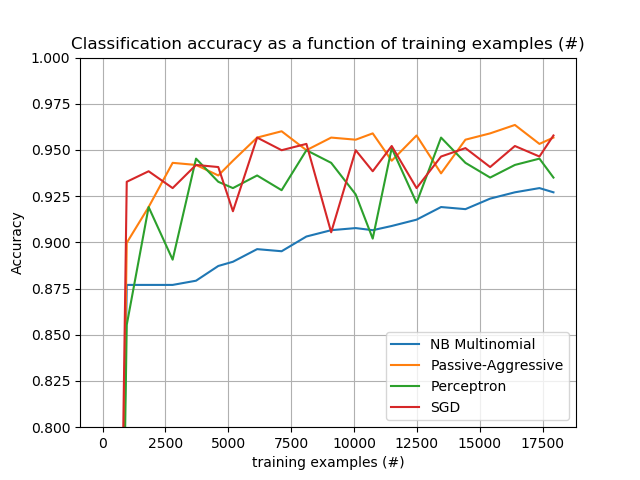 Classification accuracy as a function of training examples (#)
1.000
0.975
0.950
0.925
0.900
0.875
0.850
0.825
0.800
Accuracy
NB Multinomial
Passive-Aggressive
Perceptron
SGD
0 2500 5000 7500 10000 12500 15000 17500
training examples (#)